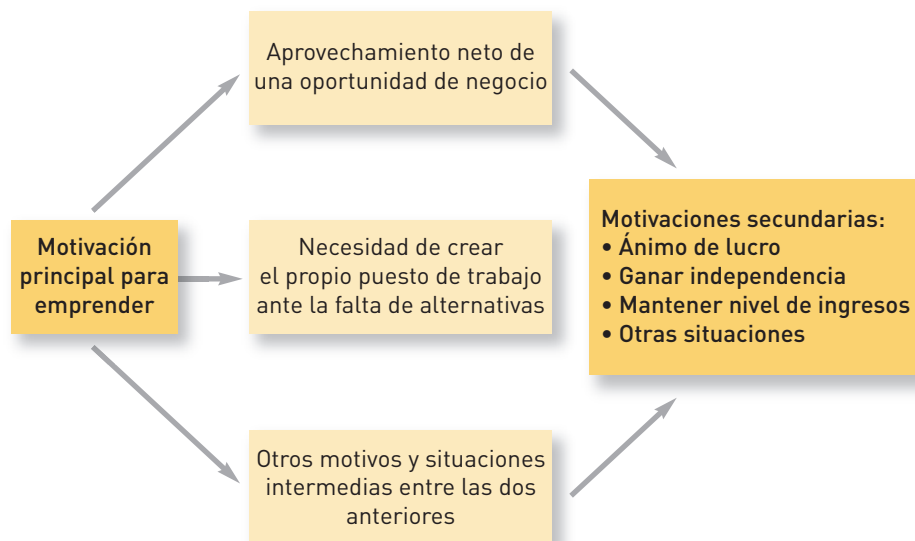 Aprovechamiento neto de
una oportunidad de negocio
Motivación
principal para
emprender
Necesidad de crear
el propio puesto de trabajo
ante la falta de alternativas
Otros motivos y situaciones
intermedias entre las dos
anteriores
Motivaciones secundarias:
• Ánimo de lucro
• Ganar independencia
• Mantener nivel de ingresos
• Otras situaciones